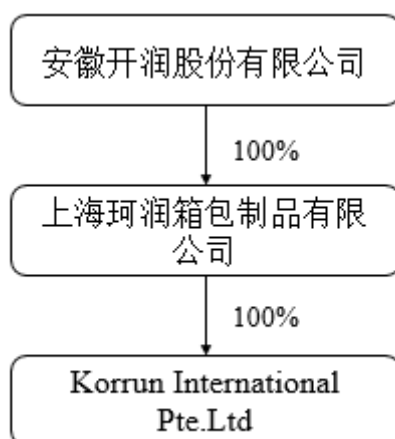 安徽开润股份有限公司
100%
上海珂润箱包制品有限
公司
100%
Korrun International
Pte.Ltd